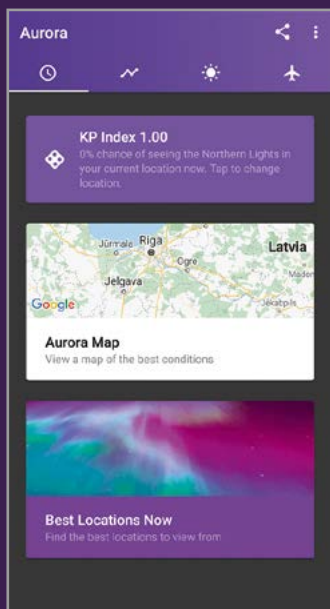 Aurora
KP Index 1.00
0% chance of seeing the Northern Lights in
your current location now. Tap to change
location.
Jūrmala Riga
Latvia
Ogre
Jelgava
Google
Jēkabpils
Aurora Map
View a map of the best conditions
Best Locations Now
Find the best locations to view from